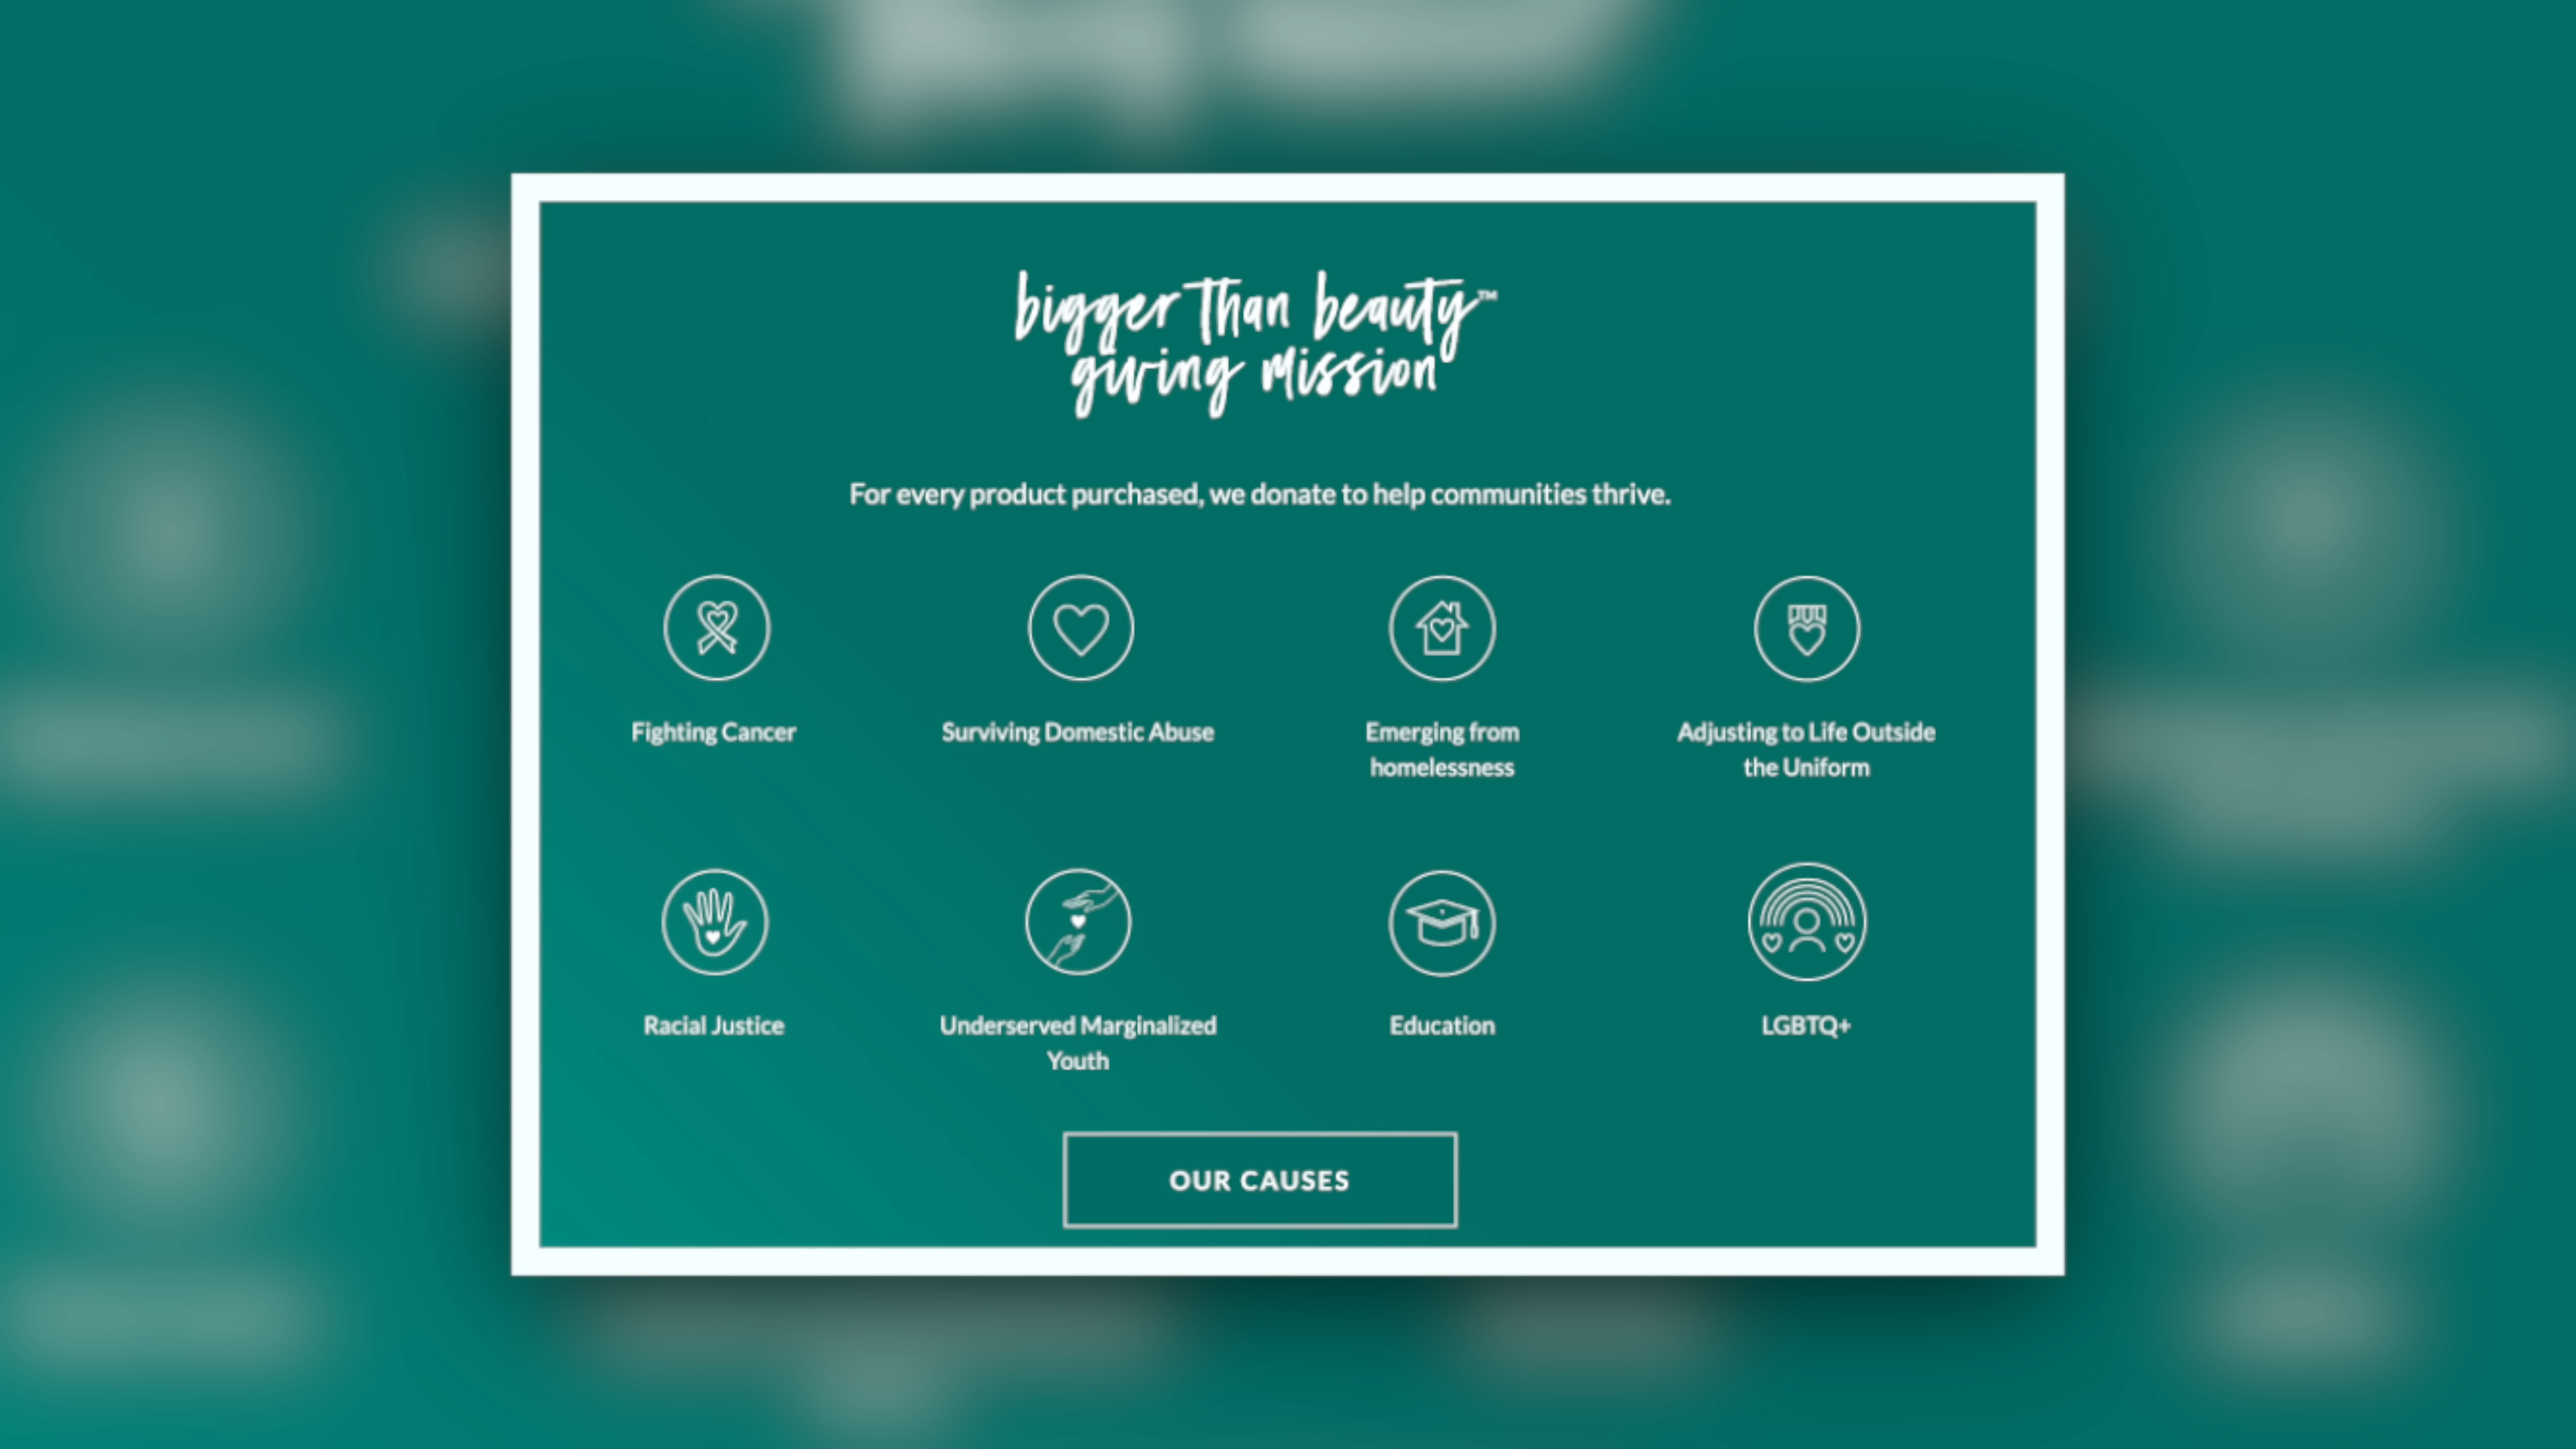 bigger than beauty™
giving mission
For every product purchased, we donate to help communities thrive.
Fighting Cancer
Surviving Domestic Abuse
Emerging from
homelessness
Adjusting to Life Outside
the Uniform
Racial Justice
Underserved Marginalized
Youth
Education
LGBTQ+
OUR CAUSES